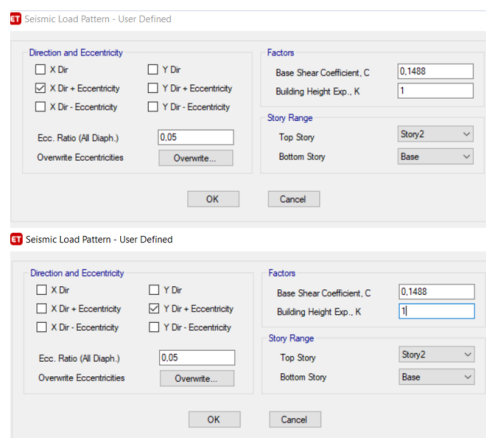 ET Seismic Load Pattern - User Defined
Direction and Eccentricity
Factors
X Dir Y Dir
Base Shear Coefficient, C 0,1488
X Dir + Eccentricity Y Dir + Eccentricity
Building Height Exp., K 1
X Dir - Eccentricity Y Dir - Eccentricity
Story Range
Ecc. Ratio (All Diaph.) 0,05
Top Story Story2
Overwrite Eccentricities Overwrite...
Bottom Story Base
OK Cancel
ET Seismic Load Pattern - User Defined
Direction and Eccentricity
Factors
X Dir Y Dir
Base Shear Coefficient, C 0,1488
X Dir + Eccentricity Y Dir + Eccentricity
Building Height Exp., K 1
X Dir - Eccentricity Y Dir - Eccentricity
Story Range
Ecc. Ratio (All Diaph.) 0,05
Top Story Story2
Overwrite Eccentricities Overwrite...
Bottom Story Base
OK Cancel